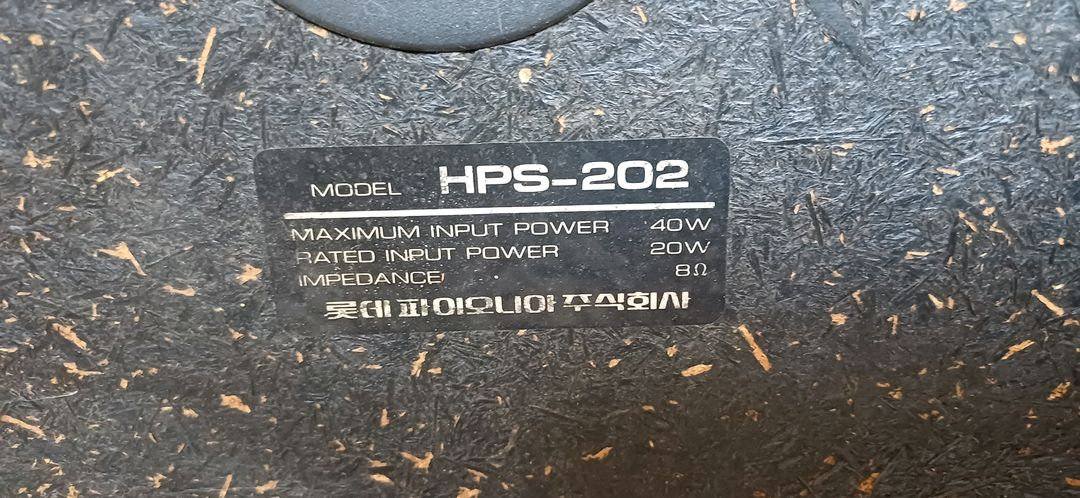 MODEL HPS-202
MAXIMUM INPUT POWER 40W
RATED INPUT POWER 20W
IMPEDANCE 8Ω
롯데 파이오니아 주식회사